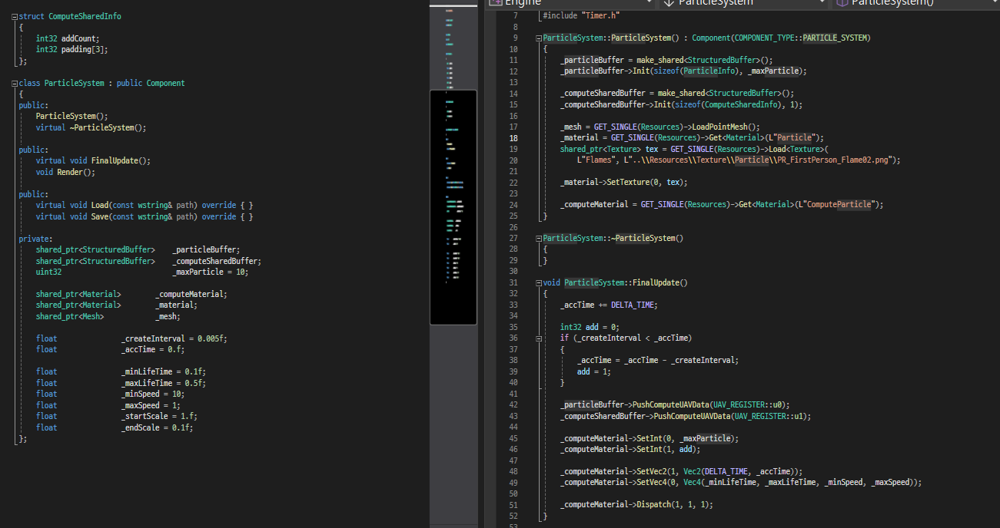 struct ComputeSharedInfo
{
    int32 addCount;
    int32 padding[3];
};

class ParticleSystem : public Component
{
public:
    ParticleSystem();
    virtual ~ParticleSystem();

public:
    virtual void FinalUpdate();
    void Render();

public:
    virtual void Load(const wstring& path) override { }
    virtual void Save(const wstring& path) override { }

private:
    shared_ptr<StructuredBuffer>    _particleBuffer;
    shared_ptr<StructuredBuffer>    _computeSharedBuffer;
    uint32                          _maxParticle = 10;

    shared_ptr<Material>        _computeMaterial;
    shared_ptr<Material>        _material;
    shared_ptr<Mesh>            _mesh;

    float               _createInterval = 0.005f;
    float               _accTime = 0.f;

    float               _minLifeTime = 0.1f;
    float               _maxLifeTime = 0.5f;
    float               _minSpeed = 10;
    float               _maxSpeed = 1;
    float               _startScale = 1.f;
    float               _endScale = 0.1f;
};
Engine ParticleSystem ParticleSystem()
7 #include "Timer.h"
8
9 ParticleSystem::ParticleSystem() : Component(COMPONENT_TYPE::PARTICLE_SYSTEM)
10 {
11     _particleBuffer = make_shared<StructuredBuffer>();
12     _particleBuffer->Init(sizeof(ParticleInfo), _maxParticle);
13
14     _computeSharedBuffer = make_shared<StructuredBuffer>();
15     _computeSharedBuffer->Init(sizeof(ComputeSharedInfo), 1);
16
17     _mesh = GET_SINGLE(Resources)->LoadPointMesh();
18     _material = GET_SINGLE(Resources)->Get<Material>(L"Particle");
19     shared_ptr<Texture> tex = GET_SINGLE(Resources)->Load<Texture>(
20         L"Flames", L"..\\Resources\\Texture\\Particle\\PR_FirstPerson_Flame02.png");
21
22     _material->SetTexture(0, tex);
23
24     _computeMaterial = GET_SINGLE(Resources)->Get<Material>(L"ComputeParticle");
25 }
26
27 ParticleSystem::~ParticleSystem()
28 {
29 }
30
31 void ParticleSystem::FinalUpdate()
32 {
33     _accTime += DELTA_TIME;
34
35     int32 add = 0;
36     if (_createInterval < _accTime)
37     {
38         _accTime = _accTime - _createInterval;
39         add = 1;
40     }
41
42     _particleBuffer->PushComputeUAVData(UAV_REGISTER::u0);
43     _computeSharedBuffer->PushComputeUAVData(UAV_REGISTER::u1);
44
45     _computeMaterial->SetInt(0, _maxParticle);
46     _computeMaterial->SetInt(1, add);
47
48     _computeMaterial->SetVec2(1, Vec2(DELTA_TIME, _accTime));
49     _computeMaterial->SetVec4(0, Vec4(_minLifeTime, _maxLifeTime, _minSpeed, _maxSpeed));
50
51     _computeMaterial->Dispatch(1, 1, 1);
52 }
53